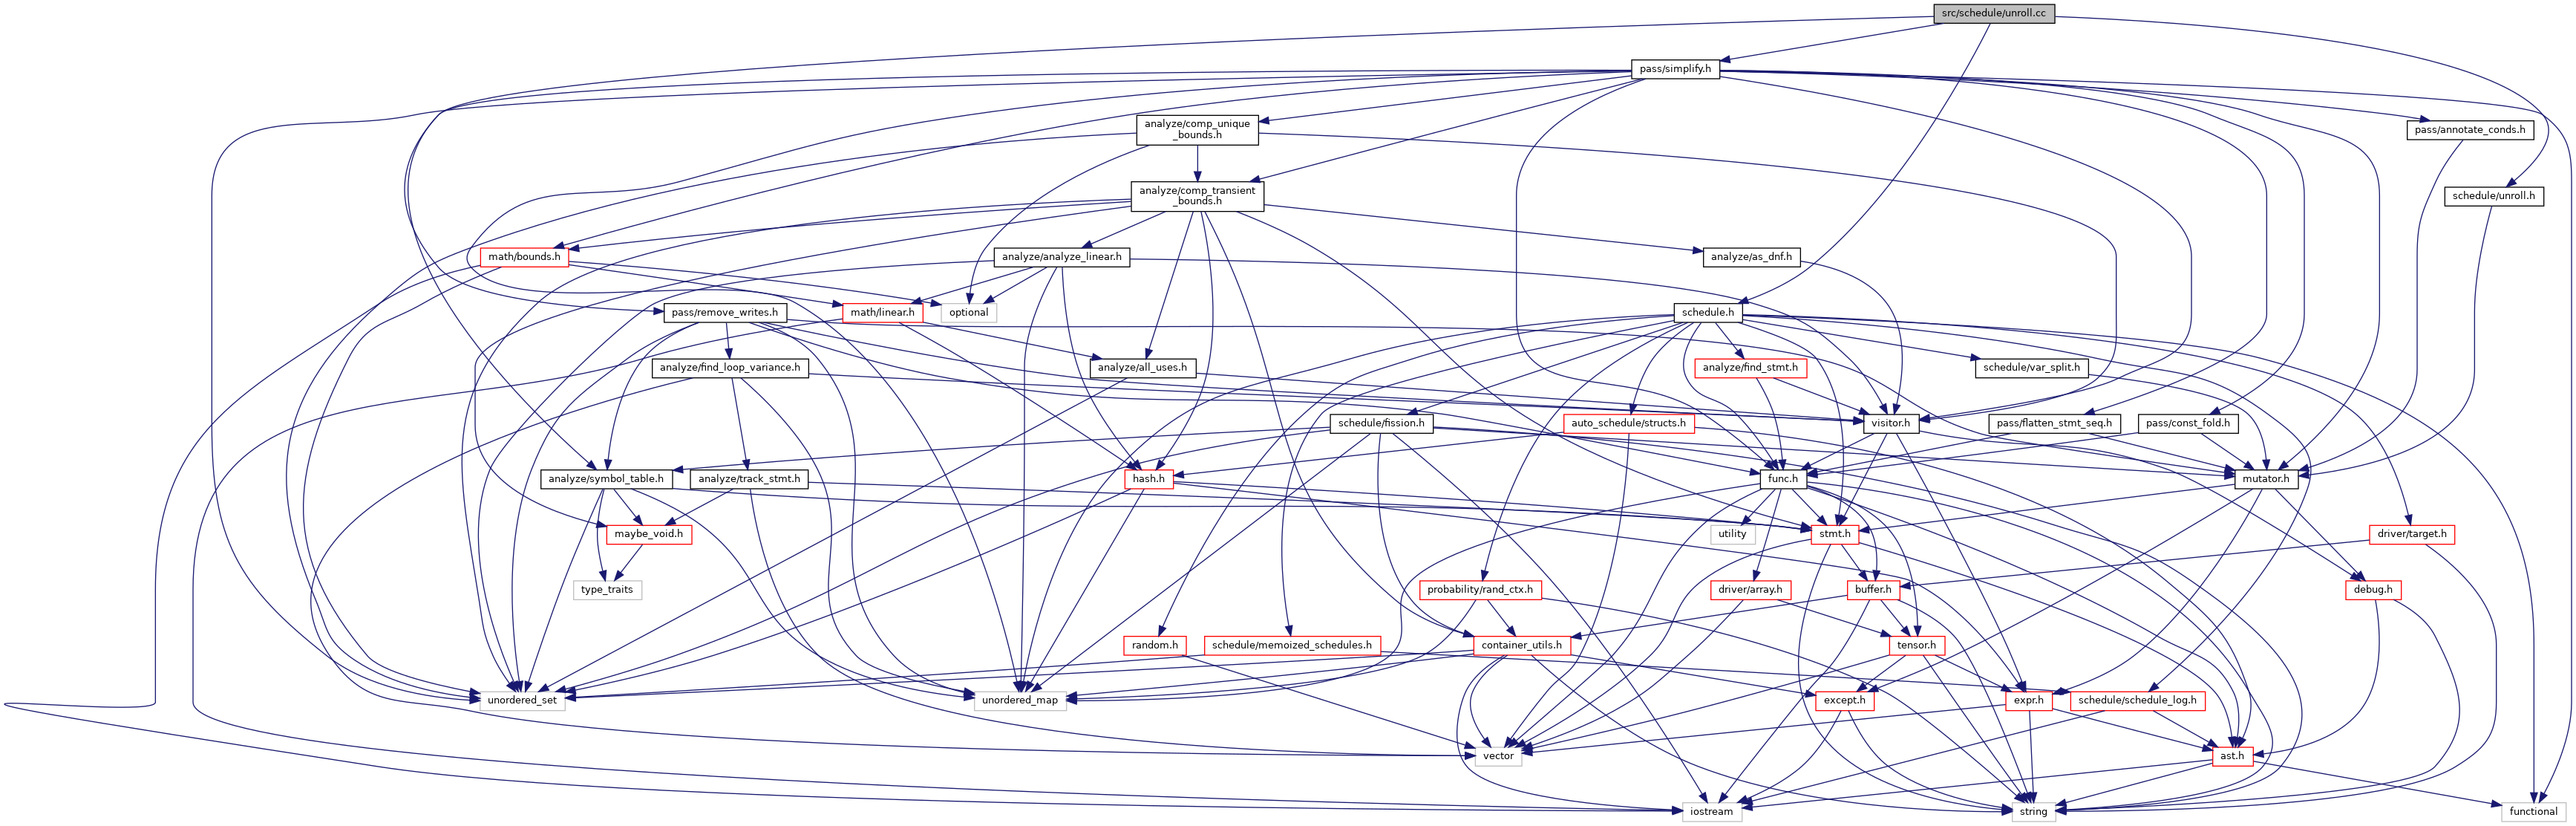 src/schedule/unroll.cc
pass/simplify.h
analyze/comp_unique
_bounds.h
pass/annotate_conds.h
analyze/comp_transient
_bounds.h
schedule/unroll.h
math/bounds.h
analyze/analyze_linear.h
analyze/as_dnf.h
pass/remove_writes.h
math/linear.h
optional
schedule.h
analyze/find_loop_variance.h
analyze/all_uses.h
analyze/find_stmt.h
schedule/var_split.h
schedule/fission.h
auto_schedule/structs.h
visitor.h
pass/flatten_stmt_seq.h
pass/const_fold.h
analyze/symbol_table.h
analyze/track_stmt.h
hash.h
func.h
mutator.h
maybe_void.h
utility
stmt.h
driver/target.h
type_traits
probability/rand_ctx.h
driver/array.h
buffer.h
debug.h
random.h
schedule/memoized_schedules.h
container_utils.h
tensor.h
unordered_set
unordered_map
except.h
expr.h
schedule/schedule_log.h
vector
ast.h
iostream
string
functional